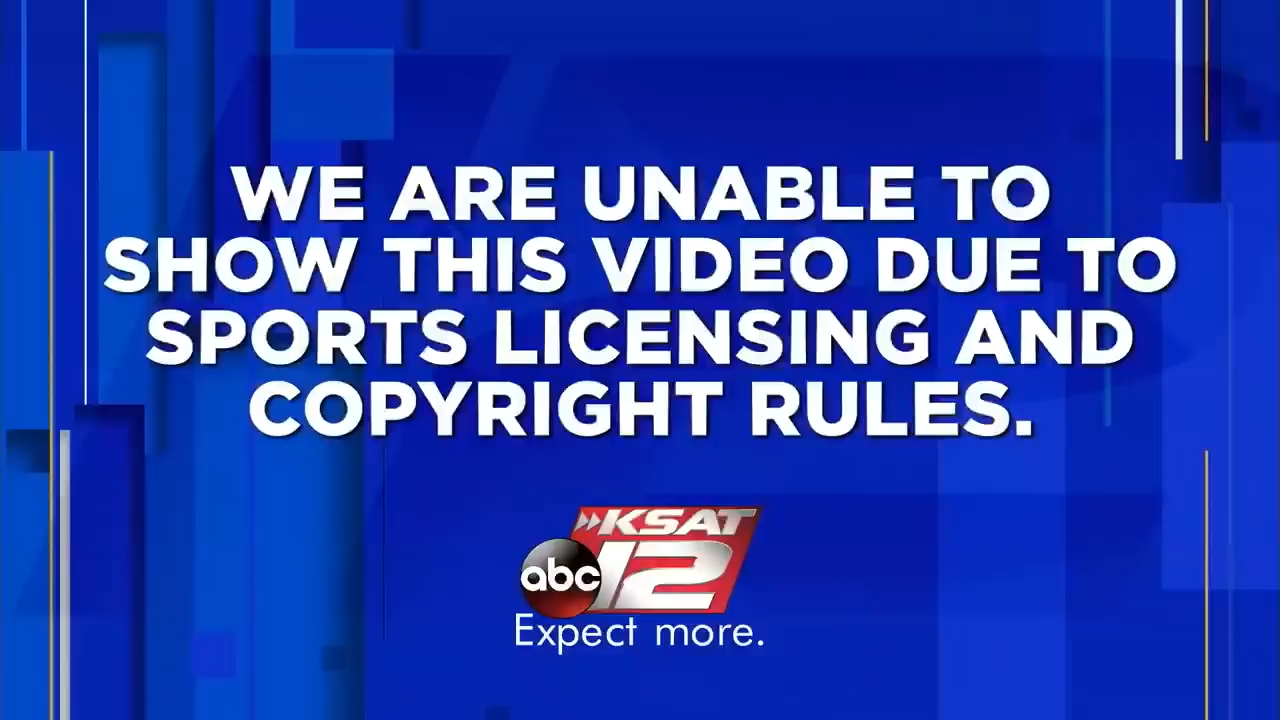 WE ARE UNABLE TO
SHOW THIS VIDEO DUE TO
SPORTS LICENSING AND
COPYRIGHT RULES.
KSAT
abc 12
Expect more.